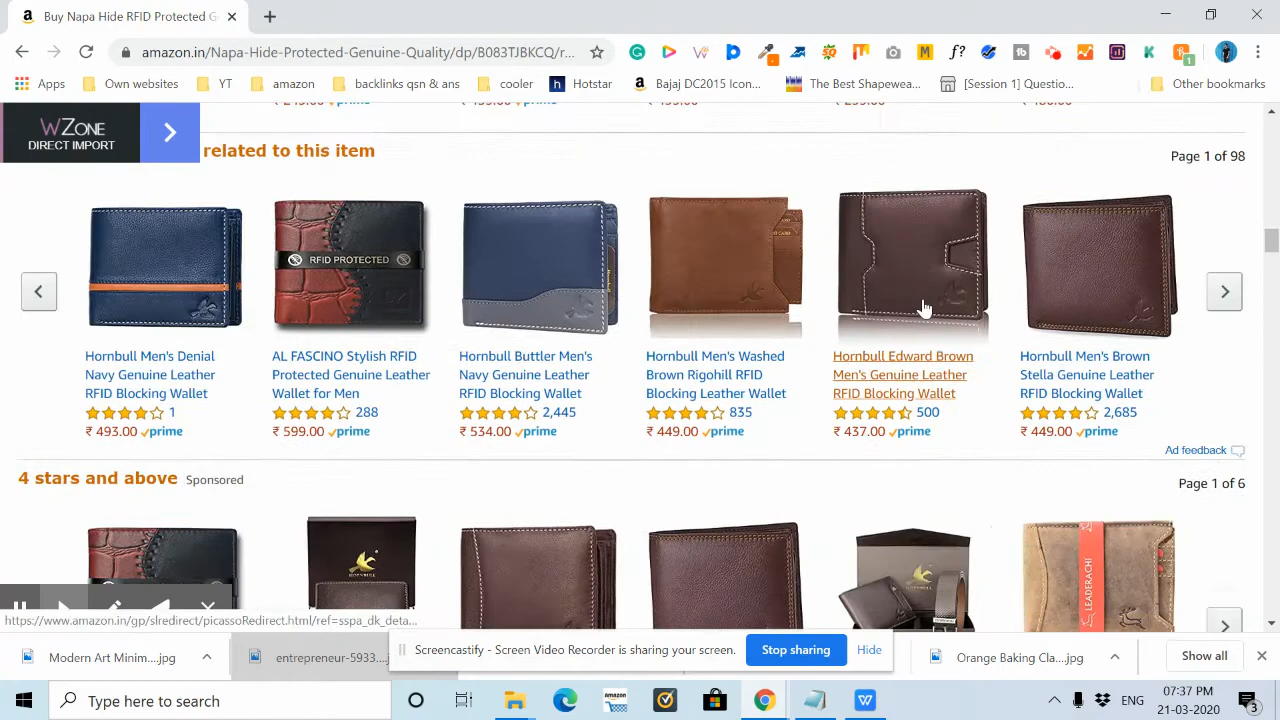 Buy Napa Hide RFID Protected G
amazon.in/Napa-Hide-Protected-Genuine-Quality/dp/B083TJBKCQ/r...
Apps
Own websites
YT
amazon
backlinks qsn & ans
cooler
Hotstar
Bajaj DC2015 Icon...
The Best Shapewea...
[Session 1] Questio...
Other bookmarks
WZONE
DIRECT IMPORT
related to this item
Page 1 of 98
RFID PROTECTED
Hornbull Men's Denial
Navy Genuine Leather
RFID Blocking Wallet
1
₹ 493.00 prime
AL FASCINO Stylish RFID
Protected Genuine Leather
Wallet for Men
288
₹ 599.00 prime
Hornbull Buttler Men's
Navy Genuine Leather
RFID Blocking Wallet
2,445
₹ 534.00 prime
Hornbull Men's Washed
Brown Rigohill RFID
Blocking Leather Wallet
835
₹ 449.00 prime
Hornbull Edward Brown
Men's Genuine Leather
RFID Blocking Wallet
500
₹ 437.00 prime
Hornbull Men's Brown
Stella Genuine Leather
RFID Blocking Wallet
2,685
₹ 449.00 prime
Ad feedback
4 stars and above Sponsored
Page 1 of 6
HORNBULL
LEADERACHI
https://www.amazon.in/gp/slredirect/picassoRedirect.html/ref=sspa_dk_deta...
Modern Art Minim....jpg
entrepreneur-5933...
Screencastify - Screen Video Recorder is sharing your screen.
Stop sharing
Hide
Orange Baking Cla....jpg
Show all
Type here to search
amazon
ENG
07:37 PM
21-03-2020
3